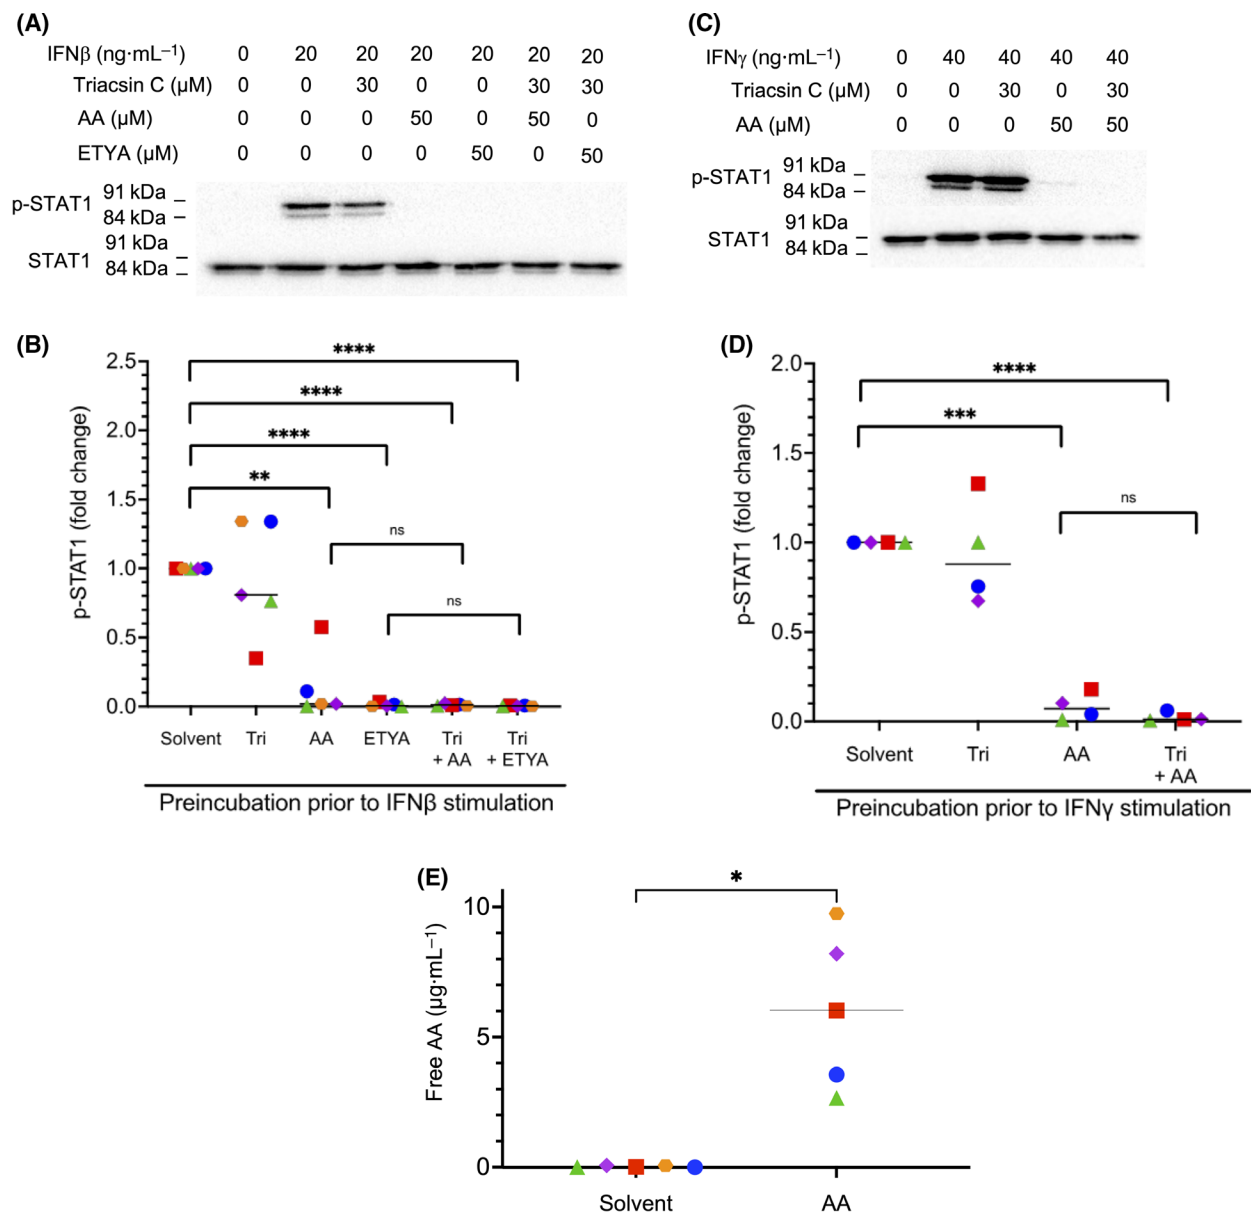 (A)
IFNβ (ng·mL⁻¹) 0 20 20 20 20 20 20
Triacsin C (μM) 0 0 30 0 0 30 30
AA (μM) 0 0 0 50 0 50 0
ETYA (μM) 0 0 0 0 50 0 50
p-STAT1 91 kDa
84 kDa
STAT1 91 kDa
84 kDa
(C)
IFNγ (ng·mL⁻¹) 0 40 40 40 40
Triacsin C (μM) 0 0 30 0 30
AA (μM) 0 0 0 50 50
p-STAT1 91 kDa
84 kDa
STAT1 91 kDa
84 kDa
(B)
p-STAT1 (fold change)
2.5
2.0
1.5
1.0
0.5
0.0
****
****
****
**
ns
ns
Solvent Tri AA ETYA Tri + AA Tri + ETYA
Preincubation prior to IFNβ stimulation
(D)
p-STAT1 (fold change)
2.0
1.5
1.0
0.5
0.0
****
***
ns
Solvent Tri AA Tri + AA
Preincubation prior to IFNγ stimulation
(E)
Free AA (μg·mL⁻¹)
10
5
0
*
Solvent AA